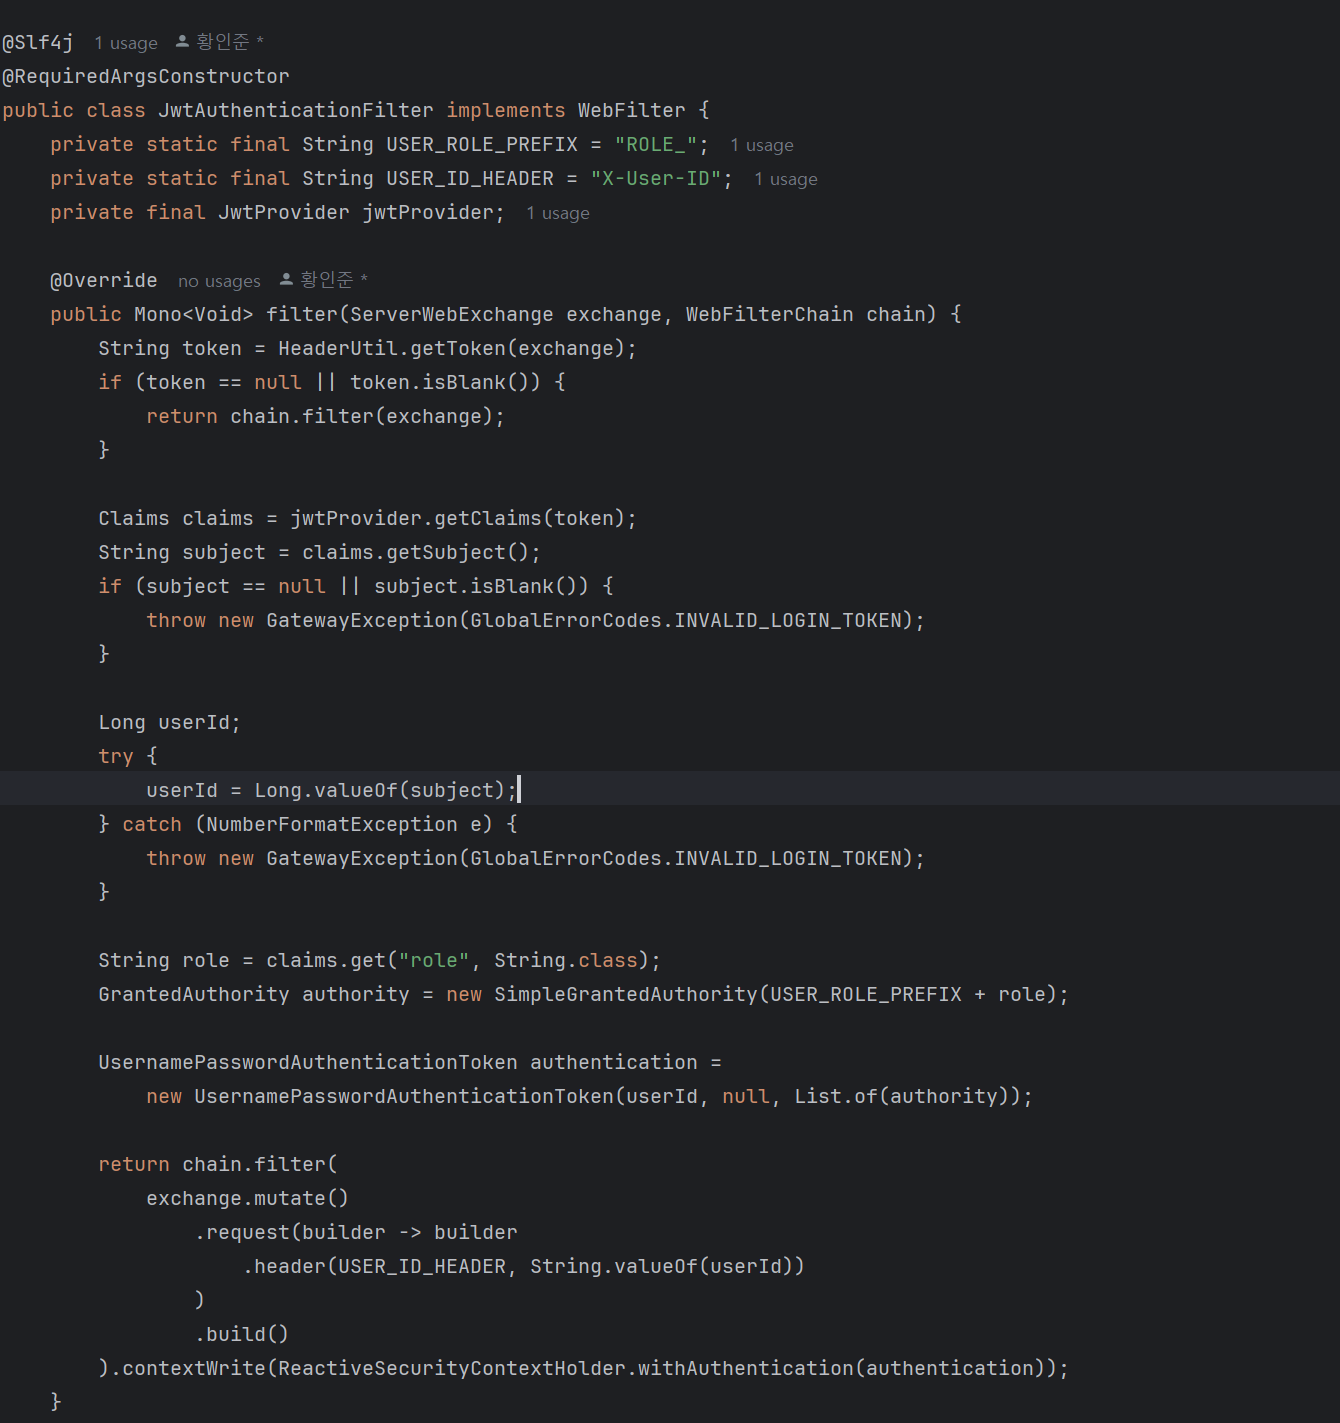 @Slf4j 1 usage 황인준 *
@RequiredArgsConstructor
public class JwtAuthenticationFilter implements WebFilter {
    private static final String USER_ROLE_PREFIX = "ROLE_"; 1 usage
    private static final String USER_ID_HEADER = "X-User-ID"; 1 usage
    private final JwtProvider jwtProvider; 1 usage

    @Override no usages 황인준 *
    public Mono<Void> filter(ServerWebExchange exchange, WebFilterChain chain) {
        String token = HeaderUtil.getToken(exchange);
        if (token == null || token.isBlank()) {
            return chain.filter(exchange);
        }

        Claims claims = jwtProvider.getClaims(token);
        String subject = claims.getSubject();
        if (subject == null || subject.isBlank()) {
            throw new GatewayException(GlobalErrorCodes.INVALID_LOGIN_TOKEN);
        }

        Long userId;
        try {
            userId = Long.valueOf(subject);
        } catch (NumberFormatException e) {
            throw new GatewayException(GlobalErrorCodes.INVALID_LOGIN_TOKEN);
        }

        String role = claims.get("role", String.class);
        GrantedAuthority authority = new SimpleGrantedAuthority(USER_ROLE_PREFIX + role);

        UsernamePasswordAuthenticationToken authentication =
            new UsernamePasswordAuthenticationToken(userId, null, List.of(authority));

        return chain.filter(
            exchange.mutate()
                .request(builder -> builder
                    .header(USER_ID_HEADER, String.valueOf(userId))
                )
                .build()
        ).contextWrite(ReactiveSecurityContextHolder.withAuthentication(authentication));
    }